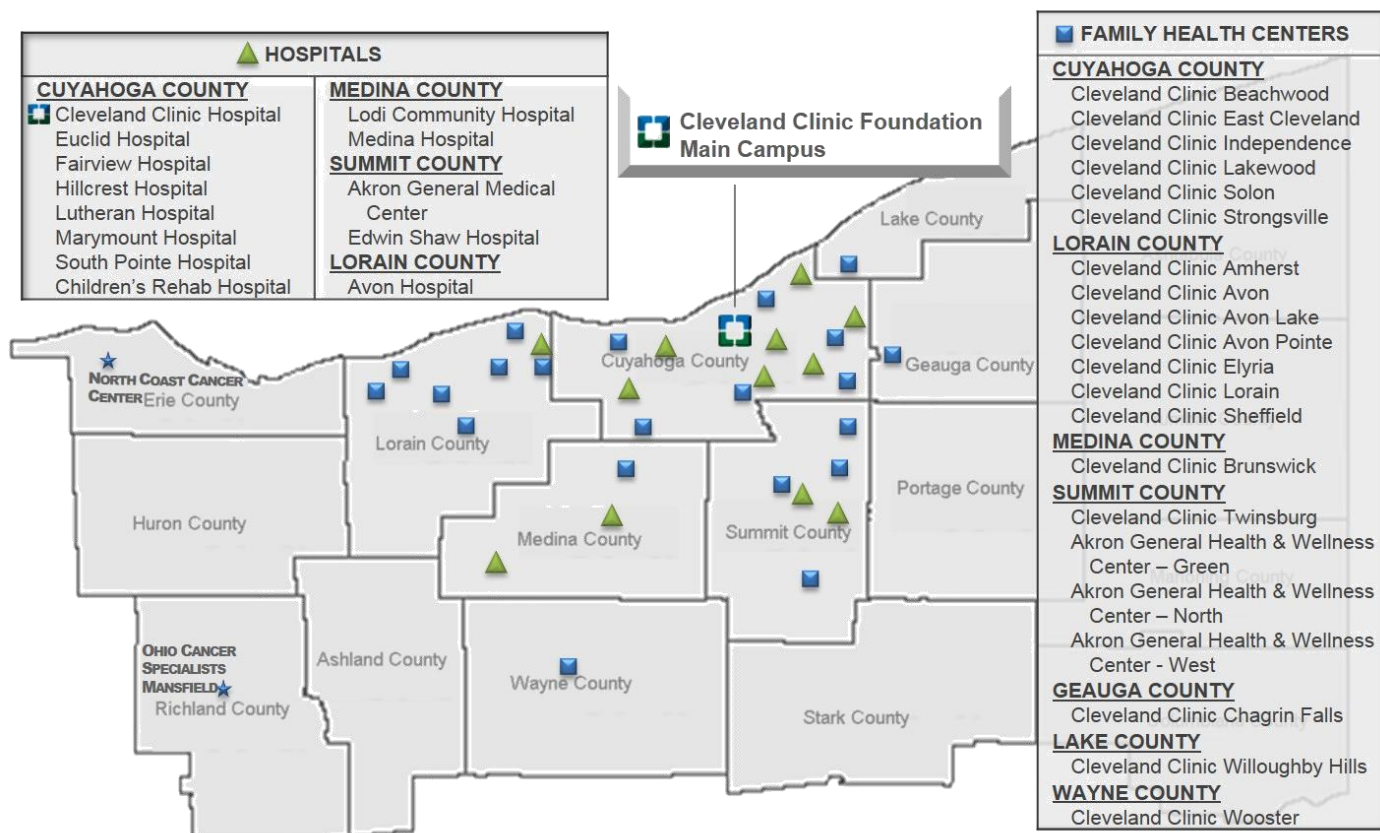 HOSPITALS
CUYAHOGA COUNTY
Cleveland Clinic Hospital
Euclid Hospital
Fairview Hospital
Hillcrest Hospital
Lutheran Hospital
Marymount Hospital
South Pointe Hospital
Children's Rehab Hospital
MEDINA COUNTY
Lodi Community Hospital
Medina Hospital
SUMMIT COUNTY
Akron General Medical
Center
Edwin Shaw Hospital
LORAIN COUNTY
Avon Hospital
Cleveland Clinic Foundation
Main Campus
FAMILY HEALTH CENTERS
CUYAHOGA COUNTY
Cleveland Clinic Beachwood
Cleveland Clinic East Cleveland
Cleveland Clinic Independence
Cleveland Clinic Lakewood
Cleveland Clinic Solon
Cleveland Clinic Strongsville
LORAIN COUNTY
Cleveland Clinic Amherst
Cleveland Clinic Avon
Cleveland Clinic Avon Lake
Cleveland Clinic Avon Pointe
Cleveland Clinic Elyria
Cleveland Clinic Lorain
Cleveland Clinic Sheffield
MEDINA COUNTY
Cleveland Clinic Brunswick
SUMMIT COUNTY
Cleveland Clinic Twinsburg
Akron General Health & Wellness
Center – Green
Akron General Health & Wellness
Center – North
Akron General Health & Wellness
Center - West
GEAUGA COUNTY
Cleveland Clinic Chagrin Falls
LAKE COUNTY
Cleveland Clinic Willoughby Hills
WAYNE COUNTY
Cleveland Clinic Wooster
Lake County
Cuyahoga County
Geauga County
NORTH COAST CANCER
CENTER
Erie County
Lorain County
Portage County
Huron County
Medina County
Summit County
Mahoning County
OHIO CANCER
SPECIALISTS
MANSFIELD
Richland County
Ashland County
Wayne County
Stark County